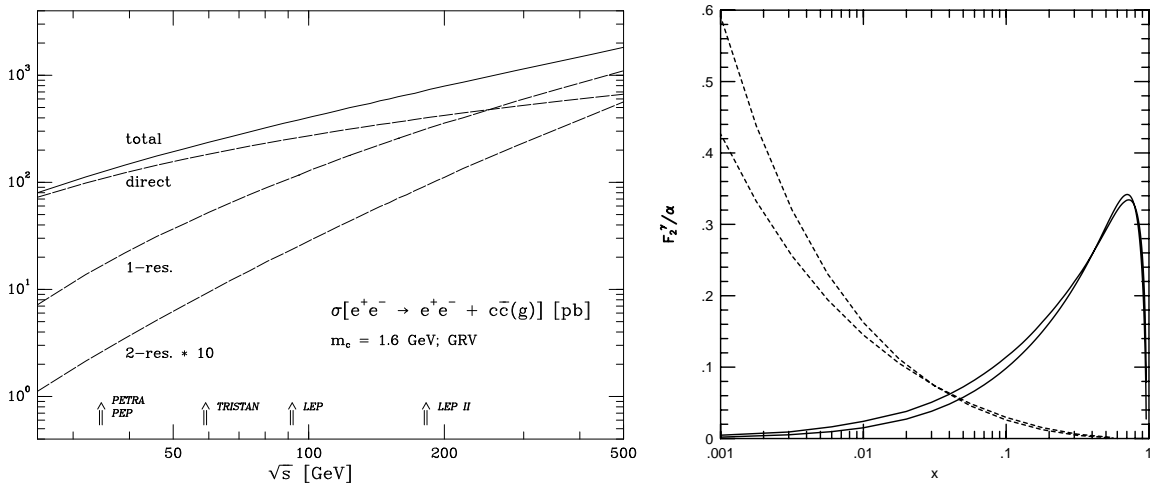 10³
total
10²
direct
10¹
1-res.
σ[e⁺e⁻ → e⁺e⁻ + cc̄(g)] [pb]
m_c = 1.6 GeV; GRV
2-res. * 10
10⁰
PETRA
PEP
TRISTAN
LEP
LEP II
50
100
200
500
√s [GeV]
.6
.5
.4
.3
.2
.1
0
F₂^γ/α
.001
.01
.1
1
x